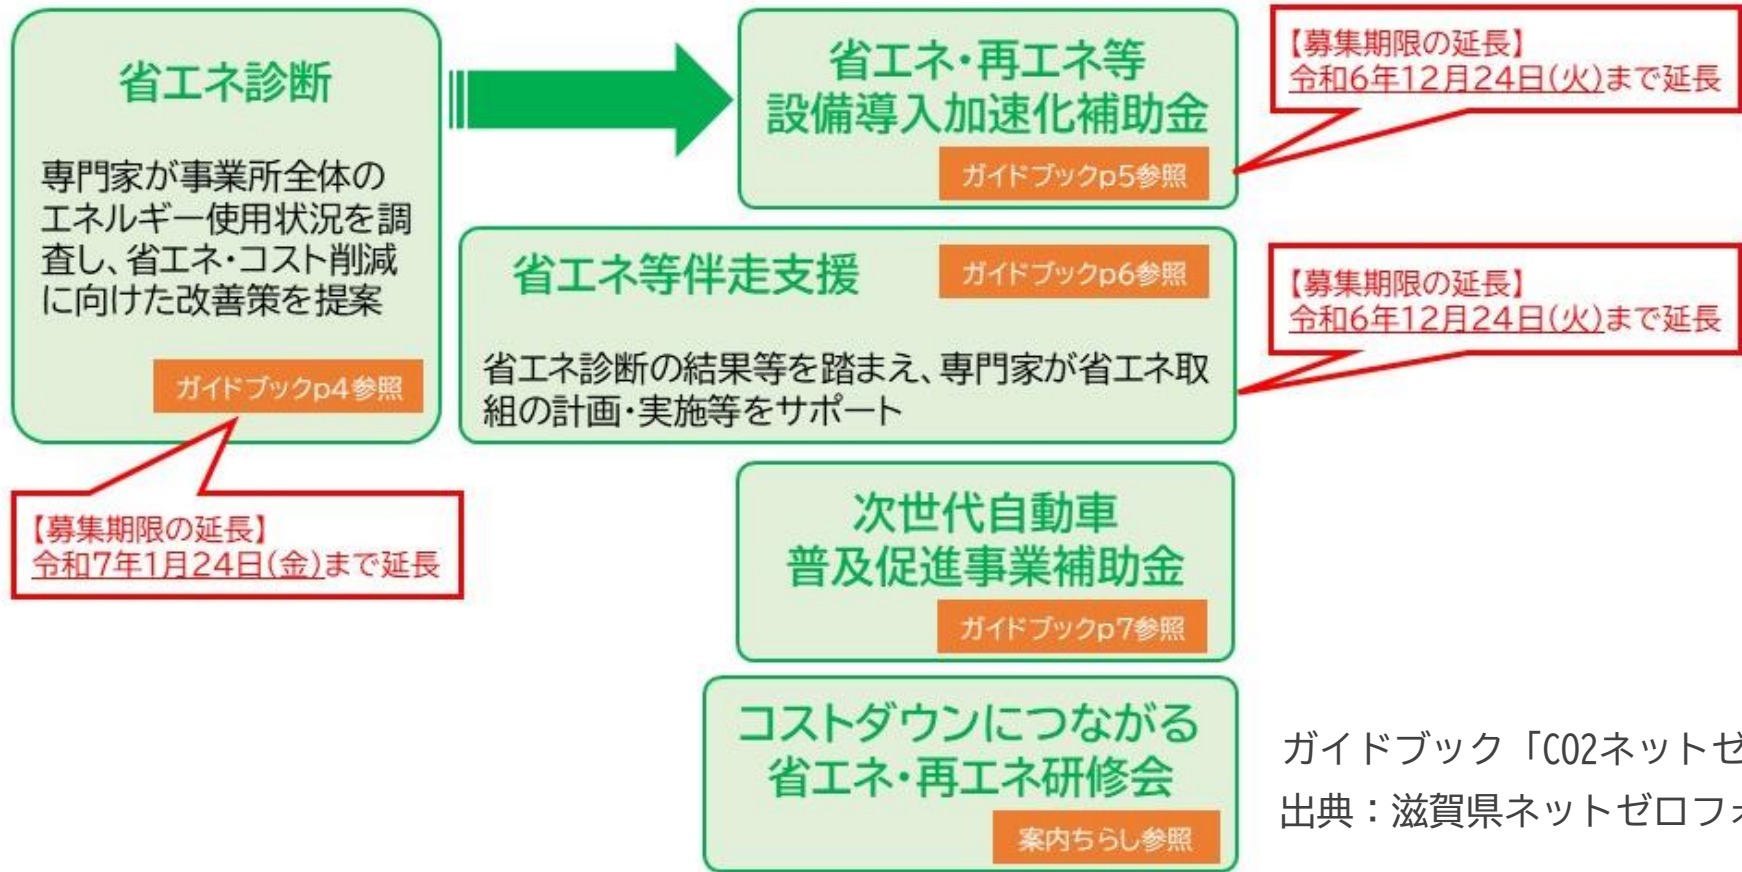 省エネ診断
専門家が事業所全体の
エネルギー使用状況を調
査し、省エネ・コスト削減
に向けた改善策を提案
ガイドブックp4参照
【募集期限の延長】
令和7年1月24日(金)まで延長
省エネ・再エネ等
設備導入加速化補助金
ガイドブックp5参照
【募集期限の延長】
令和6年12月24日(火)まで延長
省エネ等伴走支援
ガイドブックp6参照
省エネ診断の結果等を踏まえ、専門家が省エネ取
組の計画・実施等をサポート
【募集期限の延長】
令和6年12月24日(火)まで延長
次世代自動車
普及促進事業補助金
ガイドブックp7参照
コストダウンにつながる
省エネ・再エネ研修会
案内ちらし参照
ガイドブック「CO2ネットゼ
出典：滋賀県ネットゼロフォ